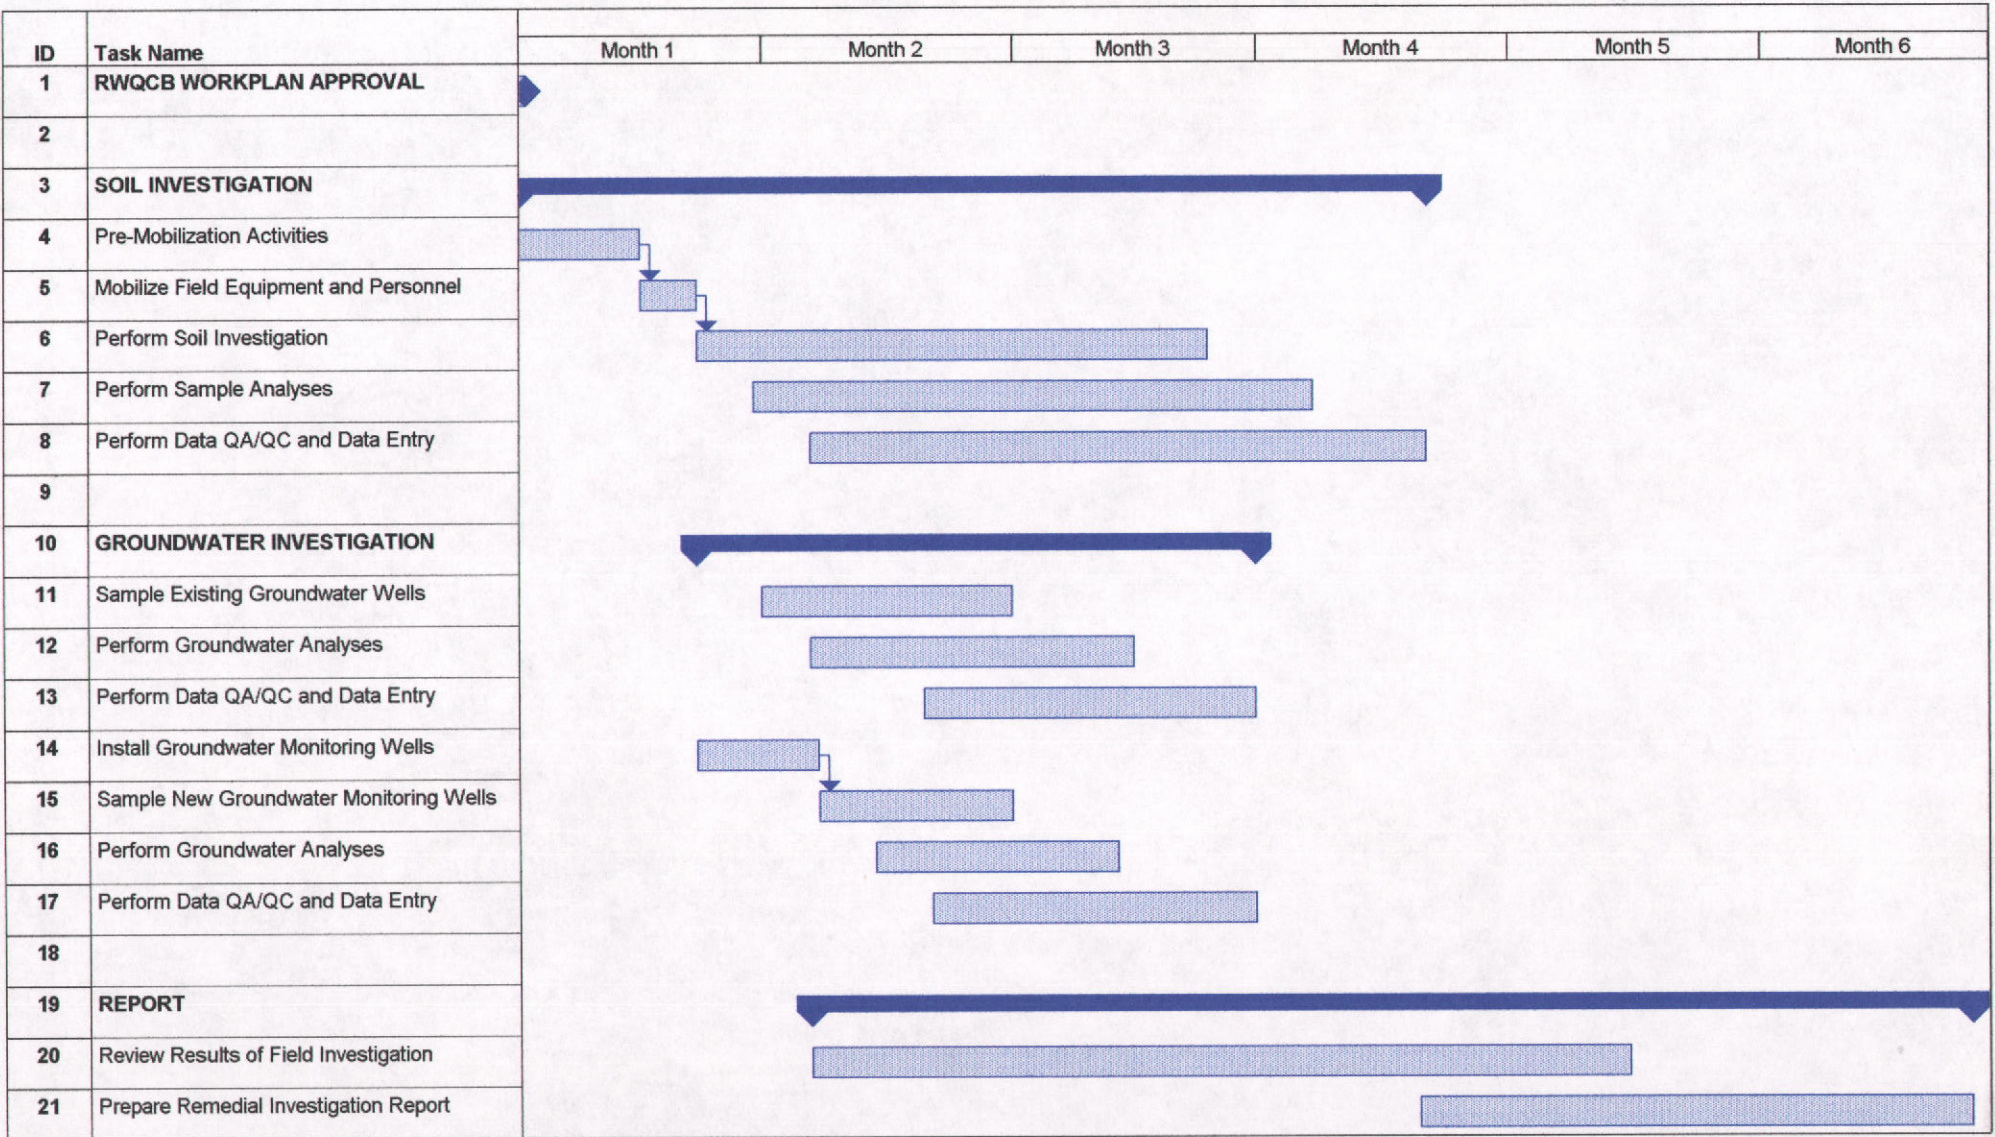 ID Task Name Month 1 Month 2 Month 3 Month 4 Month 5 Month 6
1 RWQCB WORKPLAN APPROVAL
2
3 SOIL INVESTIGATION
4 Pre-Mobilization Activities
5 Mobilize Field Equipment and Personnel
6 Perform Soil Investigation
7 Perform Sample Analyses
8 Perform Data QA/QC and Data Entry
9
10 GROUNDWATER INVESTIGATION
11 Sample Existing Groundwater Wells
12 Perform Groundwater Analyses
13 Perform Data QA/QC and Data Entry
14 Install Groundwater Monitoring Wells
15 Sample New Groundwater Monitoring Wells
16 Perform Groundwater Analyses
17 Perform Data QA/QC and Data Entry
18
19 REPORT
20 Review Results of Field Investigation
21 Prepare Remedial Investigation Report